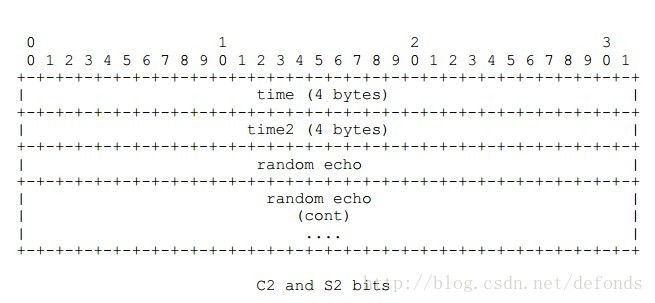 0                   1                   2                   3
 0 1 2 3 4 5 6 7 8 9 0 1 2 3 4 5 6 7 8 9 0 1 2 3 4 5 6 7 8 9 0 1
+-+-+-+-+-+-+-+-+-+-+-+-+-+-+-+-+-+-+-+-+-+-+-+-+-+-+-+-+-+-+-+-+
|                        time (4 bytes)                         |
+-+-+-+-+-+-+-+-+-+-+-+-+-+-+-+-+-+-+-+-+-+-+-+-+-+-+-+-+-+-+-+-+
|                       time2 (4 bytes)                         |
+-+-+-+-+-+-+-+-+-+-+-+-+-+-+-+-+-+-+-+-+-+-+-+-+-+-+-+-+-+-+-+-+
|                        random echo                            |
+-+-+-+-+-+-+-+-+-+-+-+-+-+-+-+-+-+-+-+-+-+-+-+-+-+-+-+-+-+-+-+-+
|                         random echo                           |
|                            (cont)                             |
|                             ....                              |
+-+-+-+-+-+-+-+-+-+-+-+-+-+-+-+-+-+-+-+-+-+-+-+-+-+-+-+-+-+-+-+-+
C2 and S2 bits
http://blog.csdn.net/defonds